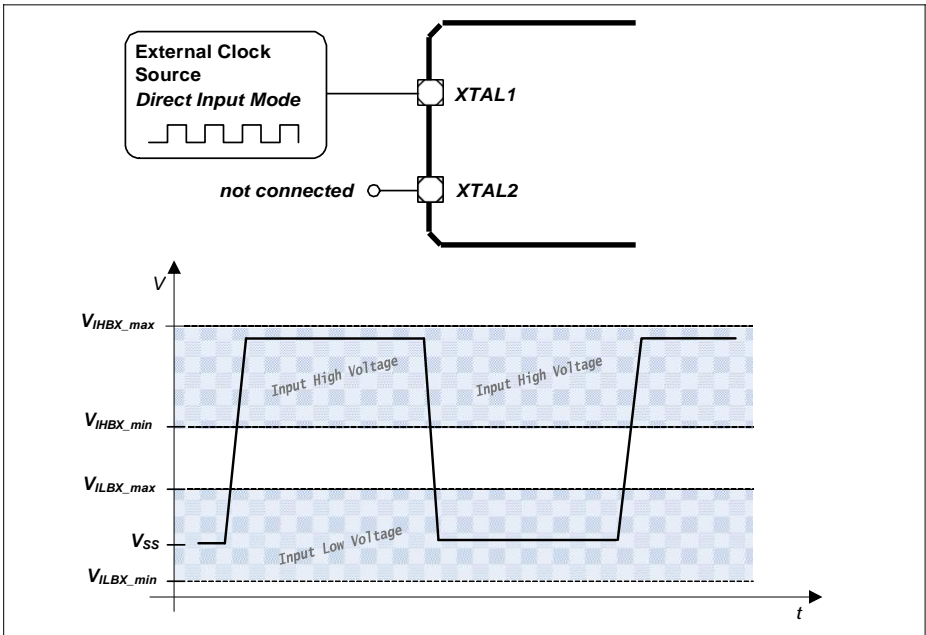 External Clock
Source
Direct Input Mode
XTAL1
not connected
XTAL2
V
VIHBX_max
Input High Voltage
Input High Voltage
VIHBX_min
VILBX_max
Input Low Voltage
VSS
VILBX_min
t